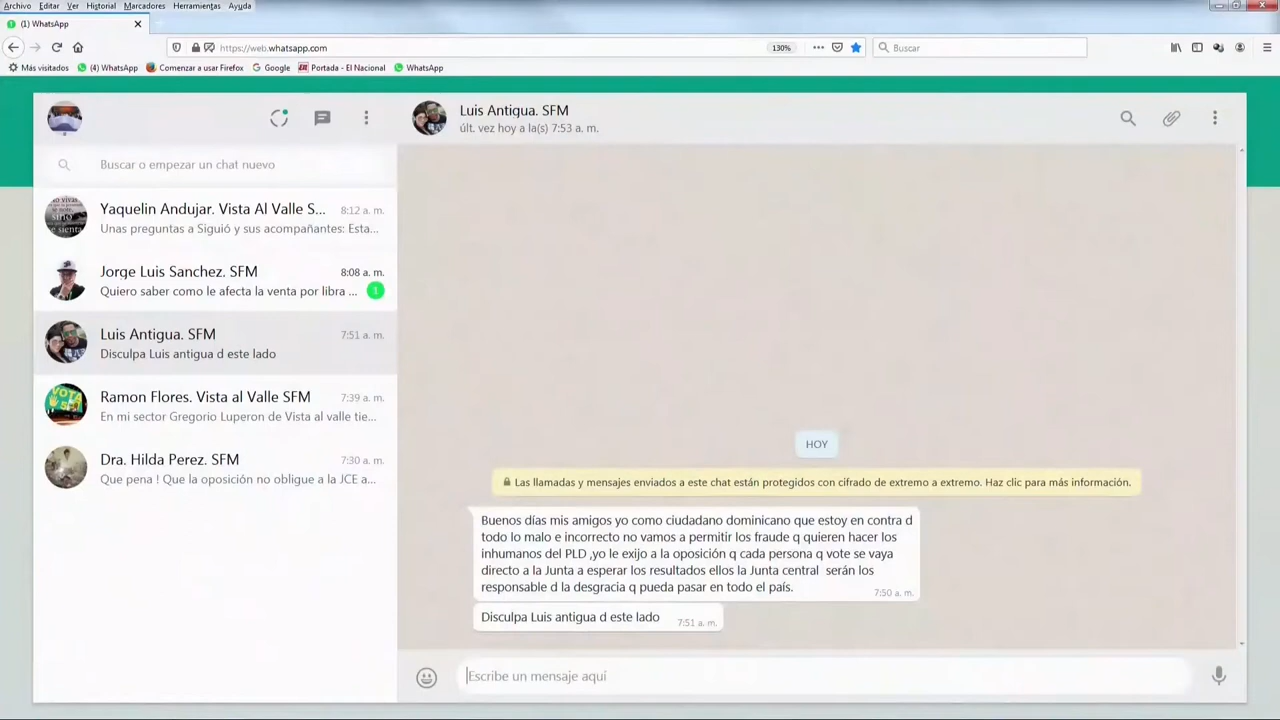 Archivo Editar Ver Historial Marcadores Herramientas Ayuda
(1) WhatsApp
https://web.whatsapp.com
130%
Buscar
Más visitados (4) WhatsApp Comenzar a usar Firefox Google Portada - El Nacional WhatsApp
Luis Antigua. SFM
últ. vez hoy a la(s) 7:53 a. m.
Buscar o empezar un chat nuevo
Yaquelin Andujar. Vista Al Valle S... 8:12 a. m.
Unas preguntas a Siguió y sus acompañantes: Esta...
Jorge Luis Sanchez. SFM 8:08 a. m.
Quiero saber como le afecta la venta por libra ... 1
Luis Antigua. SFM 7:51 a. m.
Disculpa Luis antigua d este lado
Ramon Flores. Vista al Valle SFM 7:39 a. m.
En mi sector Gregorio Luperon de Vista al valle tie...
Dra. Hilda Perez. SFM 7:30 a. m.
Que pena ! Que la oposición no obligue a la JCE a...
HOY
Las llamadas y mensajes enviados a este chat están protegidos con cifrado de extremo a extremo. Haz clic para más información.
Buenos días mis amigos yo como ciudadano dominicano que estoy en contra d
todo lo malo e incorrecto no vamos a permitir los fraude q quieren hacer los
inhumanos del PLD ,yo le exijo a la oposición q cada persona q vote se vaya
directo a la Junta a esperar los resultados ellos la Junta central serán los
responsable d la desgracia q pueda pasar en todo el país.
7:50 a. m.
Disculpa Luis antigua d este lado 7:51 a. m.
Escribe un mensaje aquí